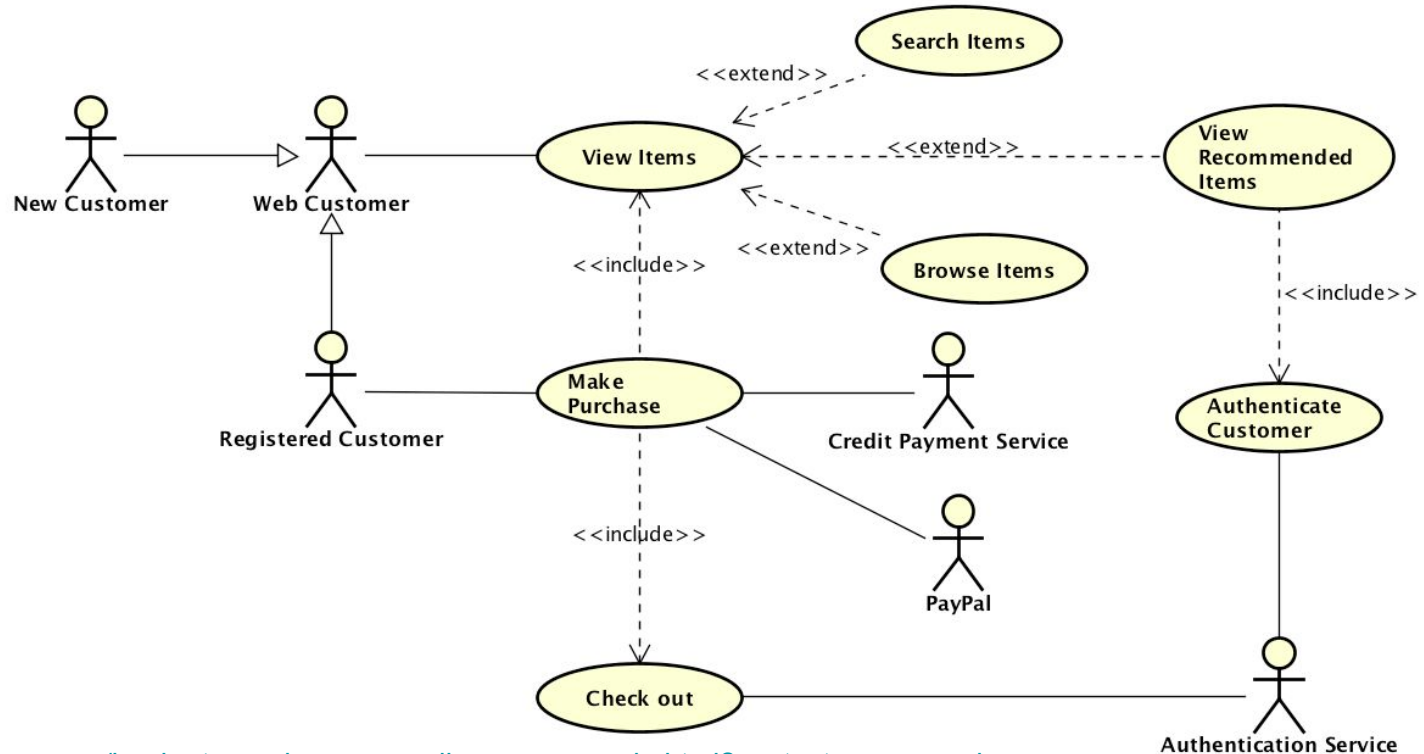 Search Items
<<extend>>
View Items
<<extend>>
View
Recommended
Items
New Customer
Web Customer
<<extend>>
<<include>>
Browse Items
<<include>>
Make
Purchase
Authenticate
Customer
Registered Customer
Credit Payment Service
<<include>>
PayPal
Check out
Authentication Service